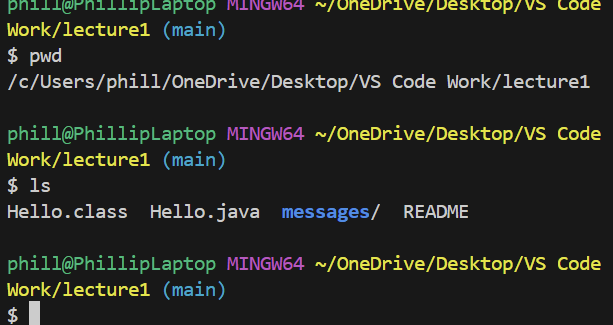 phill@PhillipLaptop MINGW64 ~/OneDrive/Desktop/VS Code
Work/lecture1 (main)
$ pwd
/c/Users/phill/OneDrive/Desktop/VS Code Work/lecture1
phill@PhillipLaptop MINGW64 ~/OneDrive/Desktop/VS Code
Work/lecture1 (main)
$ ls
Hello.class  Hello.java  messages/  README
phill@PhillipLaptop MINGW64 ~/OneDrive/Desktop/VS Code
Work/lecture1 (main)
$